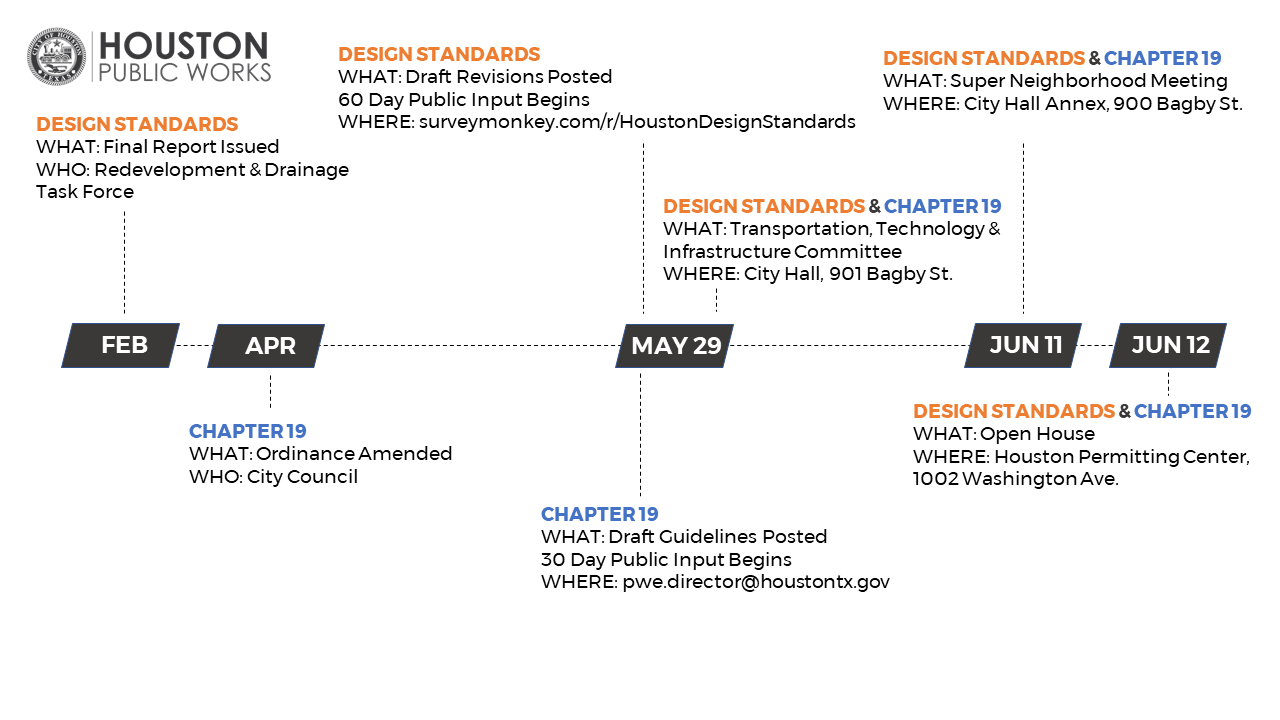 CITY OF HOUSTON
TEXAS
HOUSTON
PUBLIC WORKS
DESIGN STANDARDS
WHAT: Final Report Issued
WHO: Redevelopment & Drainage
Task Force
DESIGN STANDARDS
WHAT: Draft Revisions Posted
60 Day Public Input Begins
WHERE: surveymonkey.com/r/HoustonDesignStandards
DESIGN STANDARDS & CHAPTER 19
WHAT: Transportation, Technology &
Infrastructure Committee
WHERE: City Hall, 901 Bagby St.
DESIGN STANDARDS & CHAPTER 19
WHAT: Super Neighborhood Meeting
WHERE: City Hall Annex, 900 Bagby St.
FEB
APR
MAY 29
JUN 11
JUN 12
CHAPTER 19
WHAT: Ordinance Amended
WHO: City Council
CHAPTER 19
WHAT: Draft Guidelines Posted
30 Day Public Input Begins
WHERE: pwe.director@houstontx.gov
DESIGN STANDARDS & CHAPTER 19
WHAT: Open House
WHERE: Houston Permitting Center,
1002 Washington Ave.